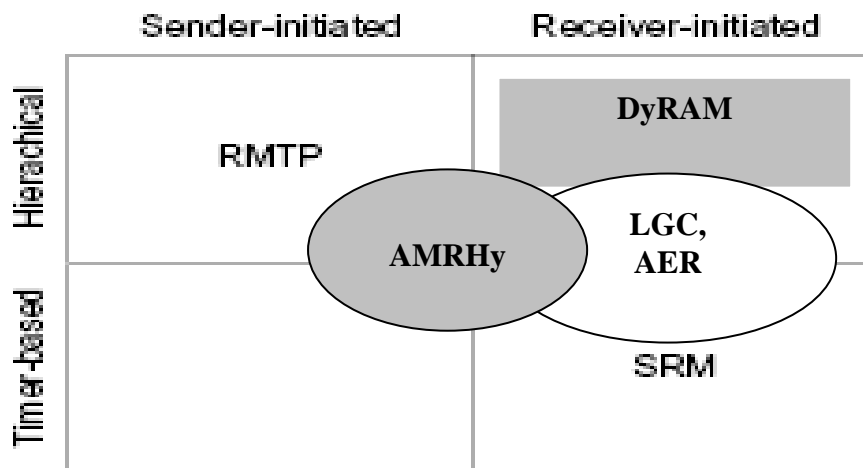 Sender-initiated Receiver-initiated
Hierachical
DyRAM
RMTP
LGC,
AMRHy
AER
Timer-based
SRM